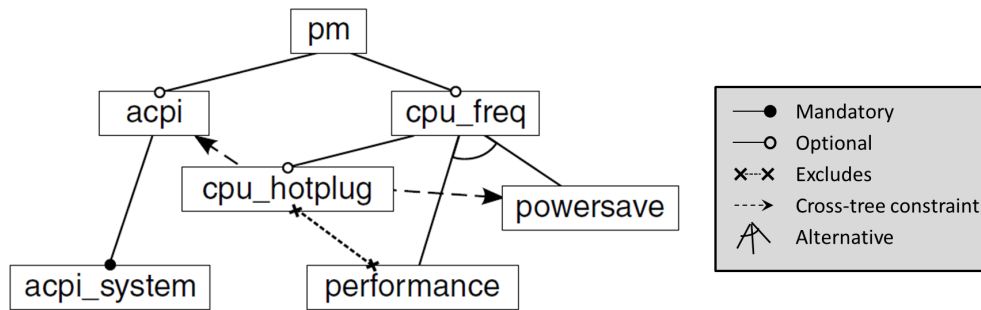 pm
acpi
cpu_freq
cpu_hotplug
powersave
acpi_system
performance
Mandatory
Optional
Excludes
Cross-tree constraint
Alternative